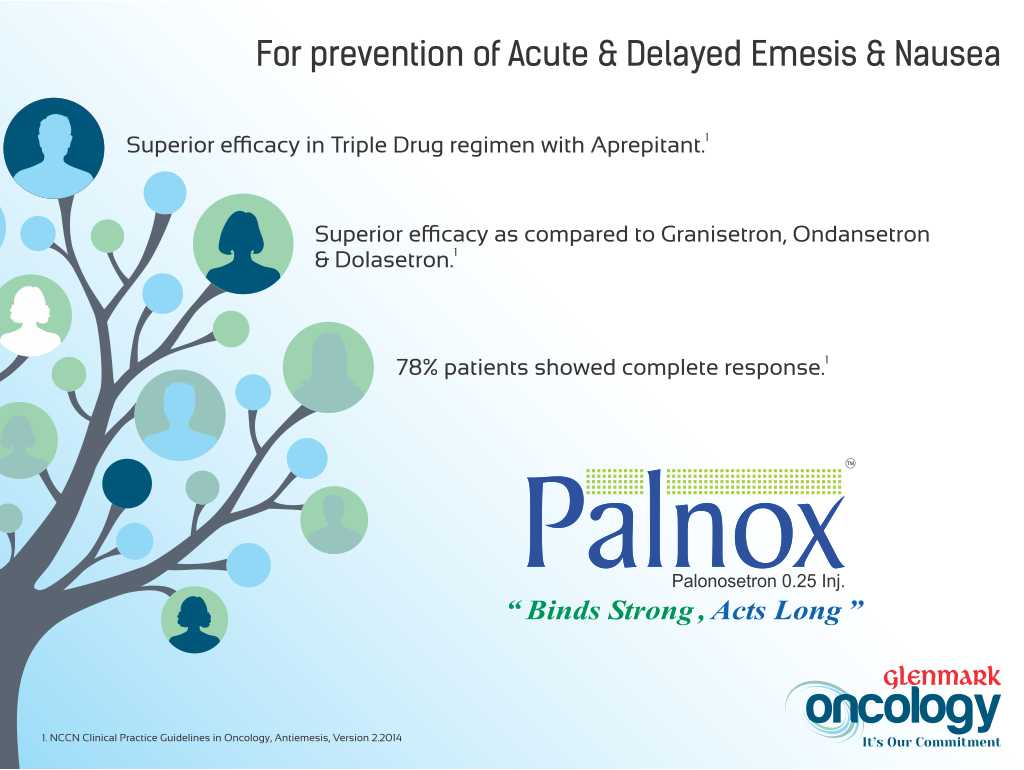 For prevention of Acute & Delayed Emesis & Nausea
Superior efficacy in Triple Drug regimen with Aprepitant.1
Superior efficacy as compared to Granisetron, Ondansetron
& Dolasetron.1
78% patients showed complete response.1
Palnox™
Palonosetron 0.25 Inj.
“ Binds Strong , Acts Long ”
Glenmark
oncology
It's Our Commitment
1. NCCN Clinical Practice Guidelines in Oncology, Antiemesis, Version 2.2014